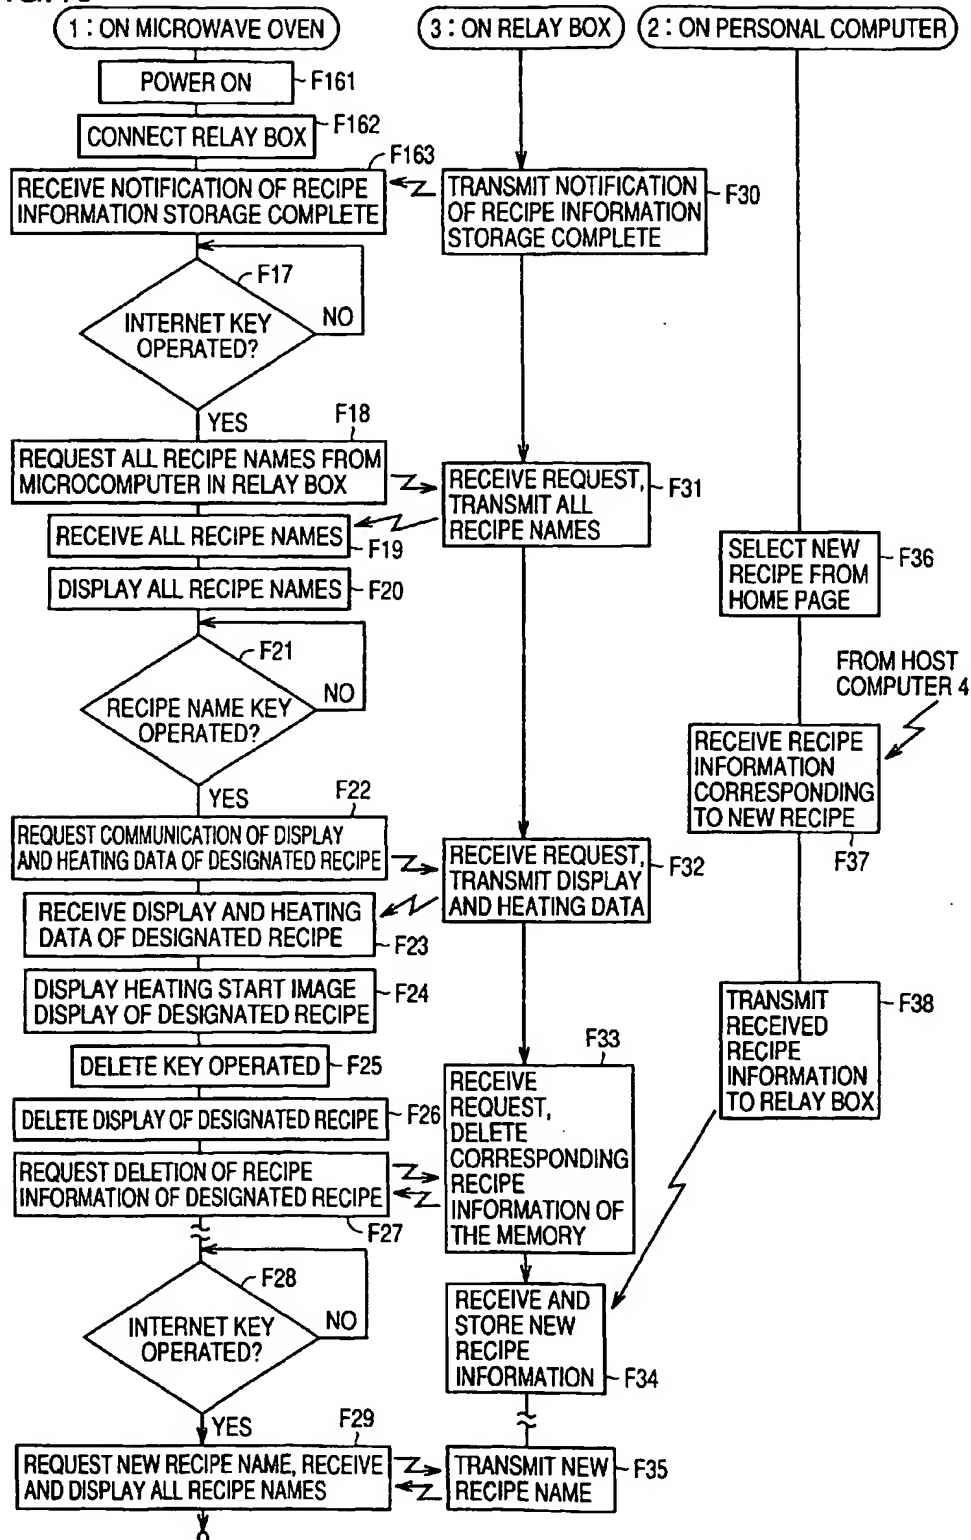 1 : ON MICROWAVE OVEN
POWER ON
F161
CONNECT RELAY BOX
F162
F163
RECEIVE NOTIFICATION OF RECIPE
INFORMATION STORAGE COMPLETE
F17
INTERNET KEY
OPERATED?
NO
YES
F18
REQUEST ALL RECIPE NAMES FROM
MICROCOMPUTER IN RELAY BOX
RECEIVE ALL RECIPE NAMES
F19
DISPLAY ALL RECIPE NAMES
F20
F21
RECIPE NAME KEY
OPERATED?
NO
YES
F22
REQUEST COMMUNICATION OF DISPLAY
AND HEATING DATA OF DESIGNATED RECIPE
RECEIVE DISPLAY AND HEATING
DATA OF DESIGNATED RECIPE
F23
DISPLAY HEATING START IMAGE
DISPLAY OF DESIGNATED RECIPE
F24
DELETE KEY OPERATED
F25
DELETE DISPLAY OF DESIGNATED RECIPE
F26
REQUEST DELETION OF RECIPE
INFORMATION OF DESIGNATED RECIPE
F27
F28
INTERNET KEY
OPERATED?
NO
YES
F29
REQUEST NEW RECIPE NAME, RECEIVE
AND DISPLAY ALL RECIPE NAMES
3 : ON RELAY BOX
TRANSMIT NOTIFICATION
OF RECIPE INFORMATION
STORAGE COMPLETE
F30
RECEIVE REQUEST,
TRANSMIT ALL
RECIPE NAMES
F31
RECEIVE REQUEST,
TRANSMIT DISPLAY
AND HEATING DATA
F32
F33
RECEIVE
REQUEST,
DELETE
CORRESPONDING
RECIPE
INFORMATION OF
THE MEMORY
RECEIVE AND
STORE NEW
RECIPE
INFORMATION
F34
TRANSMIT NEW
RECIPE NAME
F35
2 : ON PERSONAL COMPUTER
SELECT NEW
RECIPE FROM
HOME PAGE
F36
FROM HOST
COMPUTER 4
RECEIVE RECIPE
INFORMATION
CORRESPONDING
TO NEW RECIPE
F37
TRANSMIT
RECEIVED
RECIPE
INFORMATION
TO RELAY BOX
F38